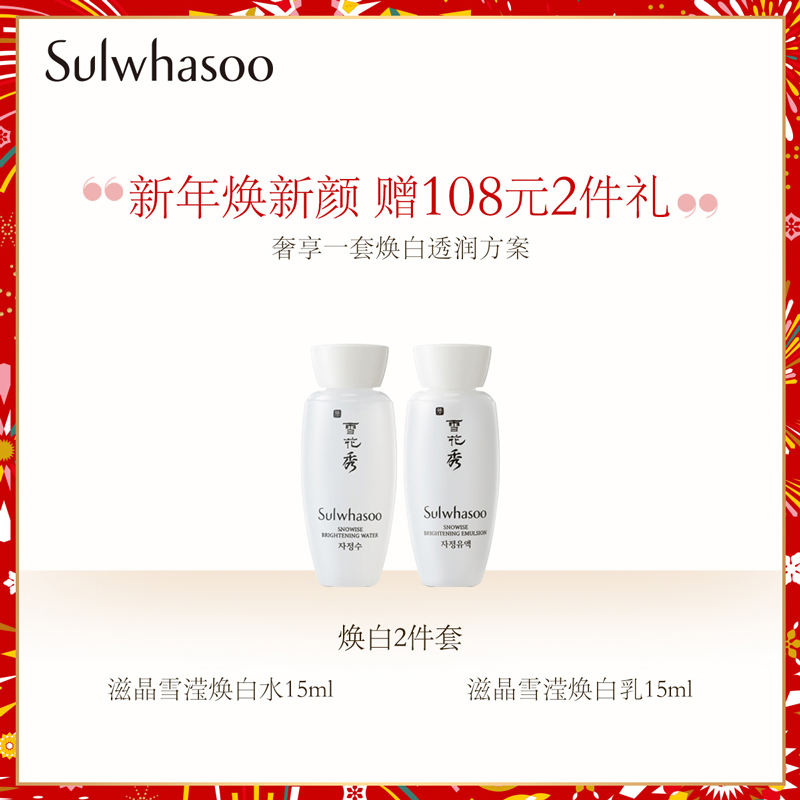 Sulwhasoo
“新年焕新颜 赠108元2件礼”
奢享一套焕白透润方案
雪花秀
Sulwhasoo
SNOWISE
BRIGHTENING WATER
자정수
雪花秀
Sulwhasoo
SNOWISE
BRIGHTENING EMULSION
자정유액
焕白2件套
滋晶雪滢焕白水15ml
滋晶雪滢焕白乳15ml